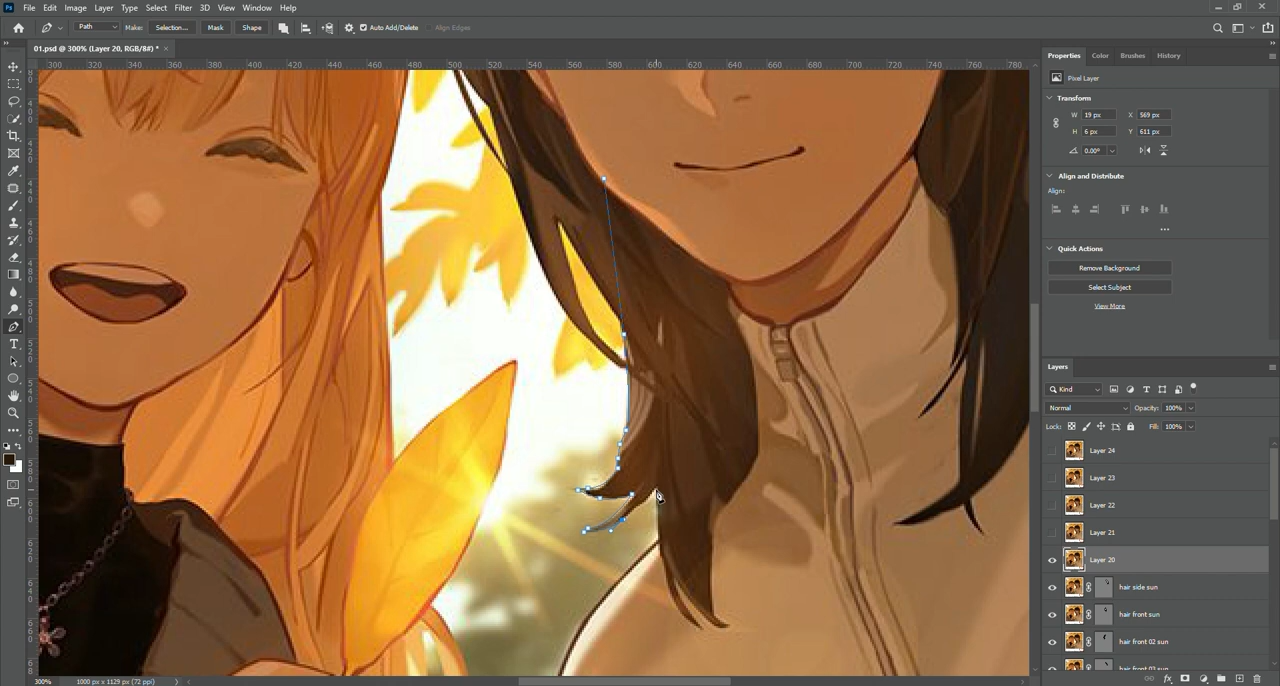 Ps File Edit Image Layer Type Select Filter 3D View Window Help
Path Make: Selection... Mask Shape Auto Add/Delete Align Edges
01.psd @ 300% (Layer 20, RGB/8#) *
300 320 340 360 380 400 420 440 460 480 500 520 540 560 580 600 620 640 660 680 700 720 740 760 780
Properties Color Brushes History
Pixel Layer
Transform
W 19 px X 569 px
H 6 px Y 611 px
0.00°
Align and Distribute
Align:
Quick Actions
Remove Background
Select Subject
View More
Layers
Kind
Normal Opacity: 100%
Lock: Fill: 100%
Layer 24
Layer 23
Layer 22
Layer 21
Layer 20
hair side sun
hair front sun
hair front 02 sun
hair front 03 sun
300% 1000 px x 1129 px (72 ppi)